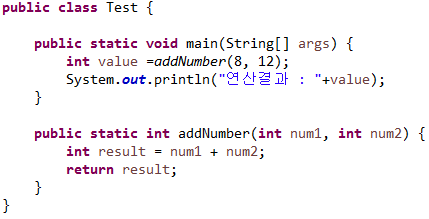 public class Test {
public static void main(String[] args) {
int value =addNumber(8, 12);
System.out.println("연산결과 : "+value);
}
public static int addNumber(int num1, int num2) {
int result = num1 + num2;
return result;
}
}